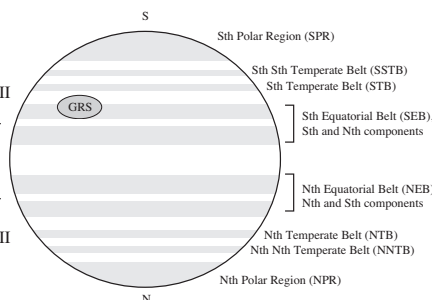 S
Sth Polar Region (SPR)
Sth Sth Temperate Belt (SSTB)
Sth Temperate Belt (STB)
II
GRS
Sth Equatorial Belt (SEB),
Sth and Nth components
Nth Equatorial Belt (NEB)
Nth and Sth components
II
Nth Temperate Belt (NTB)
Nth Nth Temperate Belt (NNTB)
Nth Polar Region (NPR)
N